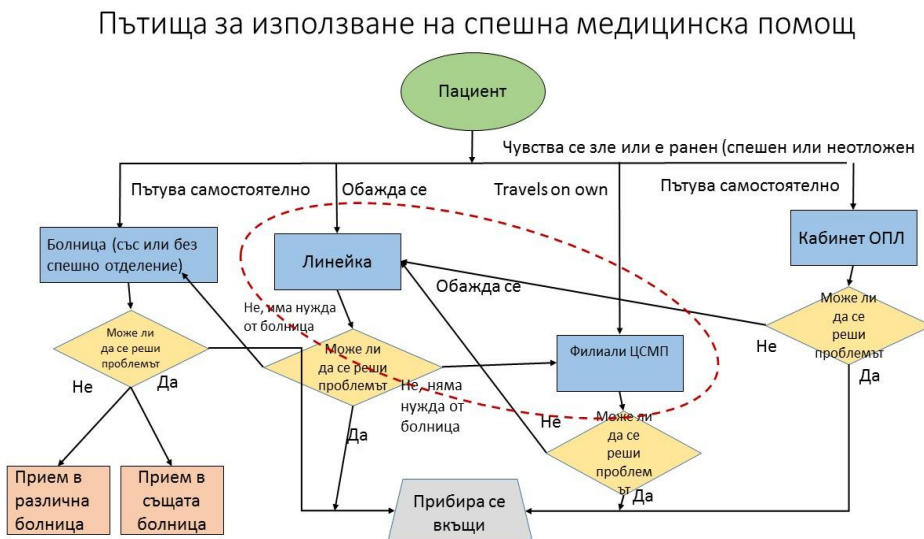 Пътища за използване на спешна медицинска помощ
Пациент
Чувства се зле или е ранен (спешен или неотложен
Пътува самостоятелно
Обажда се
Travels on own
Пътува самостоятелно
Болница (със или без
спешно отделение)
Линейка
Кабинет ОПЛ
Обажда се
Не, има нужда
от болница
Може ли
да се реши
проблемът
Може ли
да се реши
проблемът
Може ли
да се
реши
проблемът
Филиали ЦСМП
Не
Не
Да
Не, няма
нужда от
болница
Да
Да
Не
Може ли
да се
реши
проблем
ът
Да
Прием в
различна
болница
Прием в
същата
болница
Прибира се
вкъщи